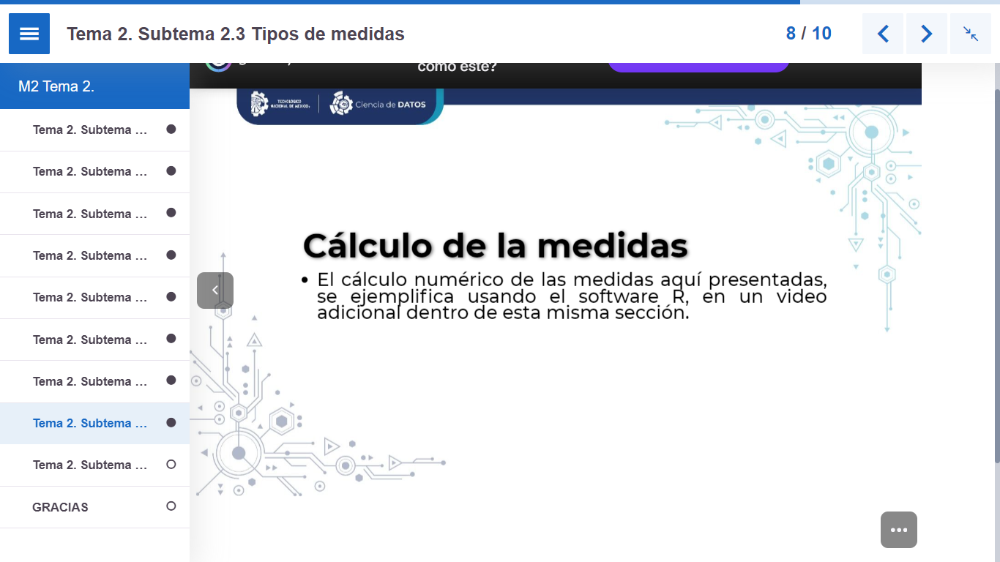 Tema 2. Subtema 2.3 Tipos de medidas
8 / 10
M2 Tema 2.
Tema 2. Subtema ...
Tema 2. Subtema ...
Tema 2. Subtema ...
Tema 2. Subtema ...
Tema 2. Subtema ...
Tema 2. Subtema ...
Tema 2. Subtema ...
Tema 2. Subtema ...
Tema 2. Subtema ...
GRACIAS
como este?
TECNOLÓGICO
NACIONAL DE MÉXICO
Ciencia de DATOS
Cálculo de la medidas
• El cálculo numérico de las medidas aquí presentadas,
se ejemplifica usando el software R, en un video
adicional dentro de esta misma sección.